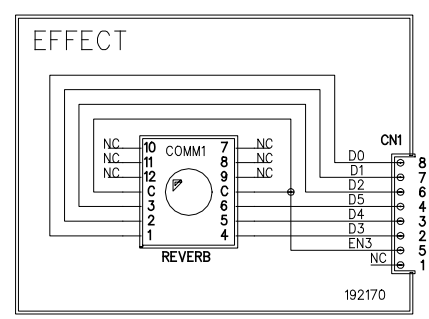 EFFECT
CN1
NC 10 COMM1 7 NC D0 8
NC 11 8 NC D1 7
NC 12 9 NC D2 6
C C D5 4
3 6 D4 3
2 5 D3 2
1 4 EN3 5
REVERB NC 1
192170